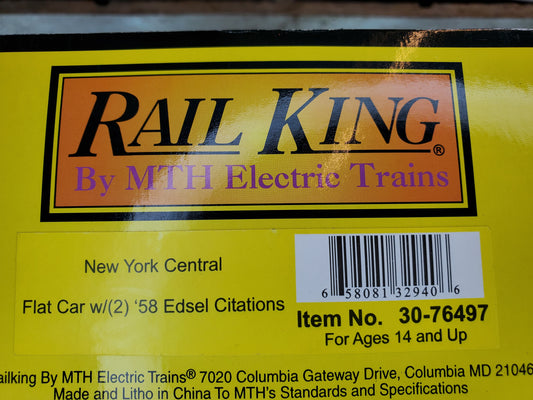 RAIL KING®
By MTH Electric Trains
New York Central
Flat Car w/(2) '58 Edsel Citations
6 58081 32940 6
Item No. 30-76497
For Ages 14 and Up
ailking By MTH Electric Trains® 7020 Columbia Gateway Drive, Columbia MD 21046
Made and Litho in China To MTH's Standards and Specifications